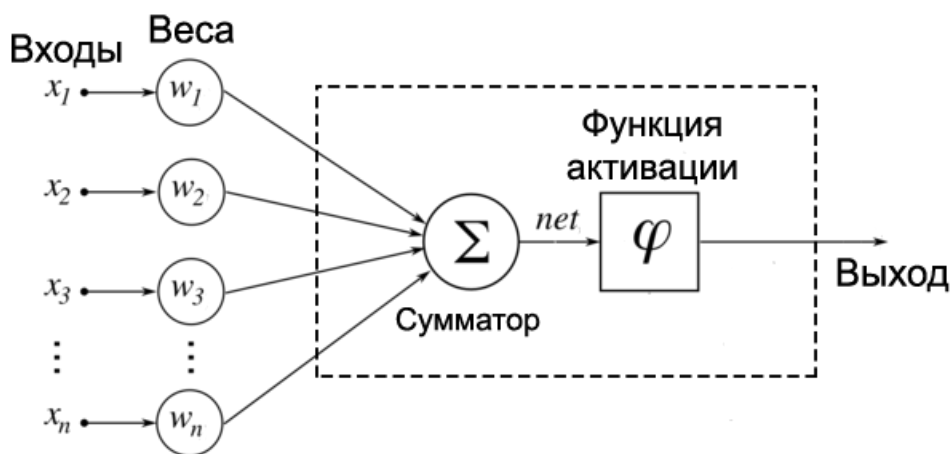 Входы
Веса
x₁
w₁
x₂
w₂
x₃
w₃
⋮
⋮
xₙ
wₙ
Σ
Сумматор
net
Функция
активации
φ
Выход